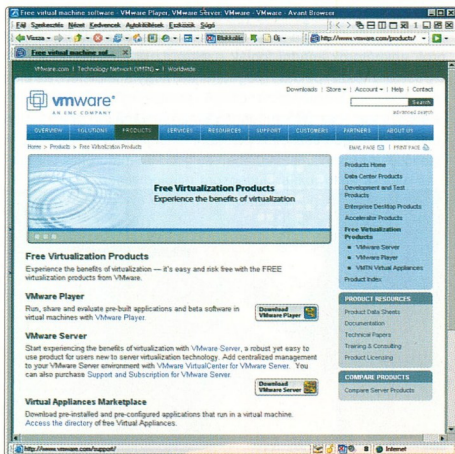 Free virtual machine software - VMware Player, VMware Server, VMware - Avant Browser
Fájl Szerkesztés Nézet Kedvencek Eszközök Súgó
Vissza
Blokkolás Új
http://www.vmware.com/products/
Free virtual machine sof...
VMware.com | Technology Network (VMTN) | Worldwide
Downloads | Store | Account | Help | Contact
vmware
AN EMC COMPANY
Search
OVERVIEW SOLUTIONS PRODUCTS SERVICES RESOURCES SUPPORT CUSTOMERS PARTNERS ABOUT US
Home > Products > Free Virtualization Products
EMAIL PAGE | PRINT PAGE
Free Virtualization Products
Experience the benefits of virtualization
Products Home
Data Center Products
Development and Test Products
Enterprise Desktop Products
Accelerator Products
Free Virtualization Products
VMware Server
VMware Player
VMTN Virtual Appliances
Product Index
Free Virtualization Products
Experience the benefits of virtualization — it's easy and risk free with the FREE
virtualization products from VMware.
VMware Player
Run, share and evaluate pre-built applications and beta software in
virtual machines with VMware Player.
Download
VMware Player
VMware Server
Start experiencing the benefits of virtualization with VMware Server, a robust yet easy to
use product for users new to server virtualization technology. Add centralized management
to your VMware Server environment with VMware VirtualCenter for VMware Server. You
can also purchase Support and Subscription for VMware Server.
Download
VMware Server
Virtual Appliances Marketplace
Download pre-installed and pre-configured applications that run in a virtual machine.
Access the directory of free Virtual Appliances.
PRODUCT RESOURCES
Product Data Sheets
Documentation
Technical Papers
Training & Consulting
Product Licensing
COMPARE PRODUCTS
Compare Server Products
http://www.vmware.com/support/
Internet